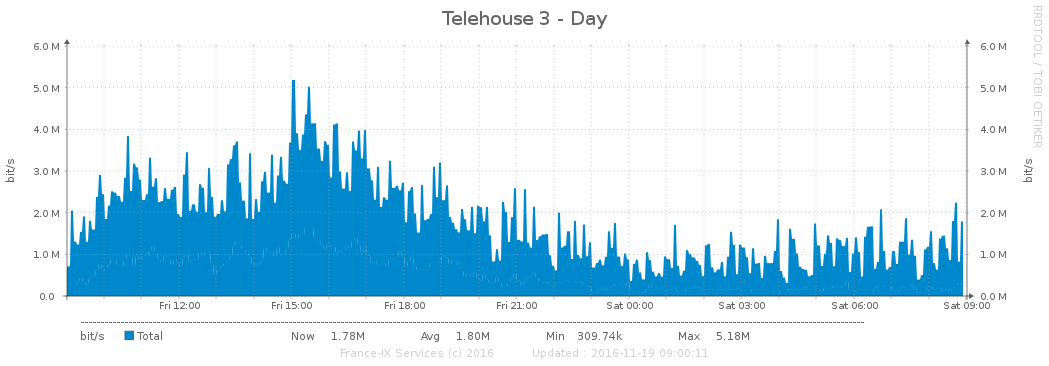 Telehouse 3 - Day
RRDTOOL / TOBI OETIKER
6.0 M 6.0 M
5.0 M 5.0 M
4.0 M 4.0 M
3.0 M 3.0 M
2.0 M 2.0 M
1.0 M 1.0 M
0.0 0.0 M
bit/s bit/s
Fri 12:00 Fri 15:00 Fri 18:00 Fri 21:00 Sat 00:00 Sat 03:00 Sat 06:00 Sat 09:00
bit/s Total Now 1.78M Avg 1.80M Min 309.74k Max 5.18M
France-IX Services (c) 2016 Updated : 2016-11-19 09:00:11